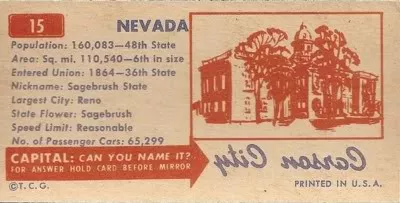 15
NEVADA
Population: 160,083—48th State
Area: Sq. mi. 110,540—6th in size
Entered Union: 1864—36th State
Nickname: Sagebrush State
Largest City: Reno
State Flower: Sagebrush
Speed Limit: Reasonable
No. of Passenger Cars: 65,299
CAPITAL: CAN YOU NAME IT?
FOR ANSWER HOLD CARD BEFORE MIRROR
Carson City
©T.C.G.
PRINTED IN U.S.A.